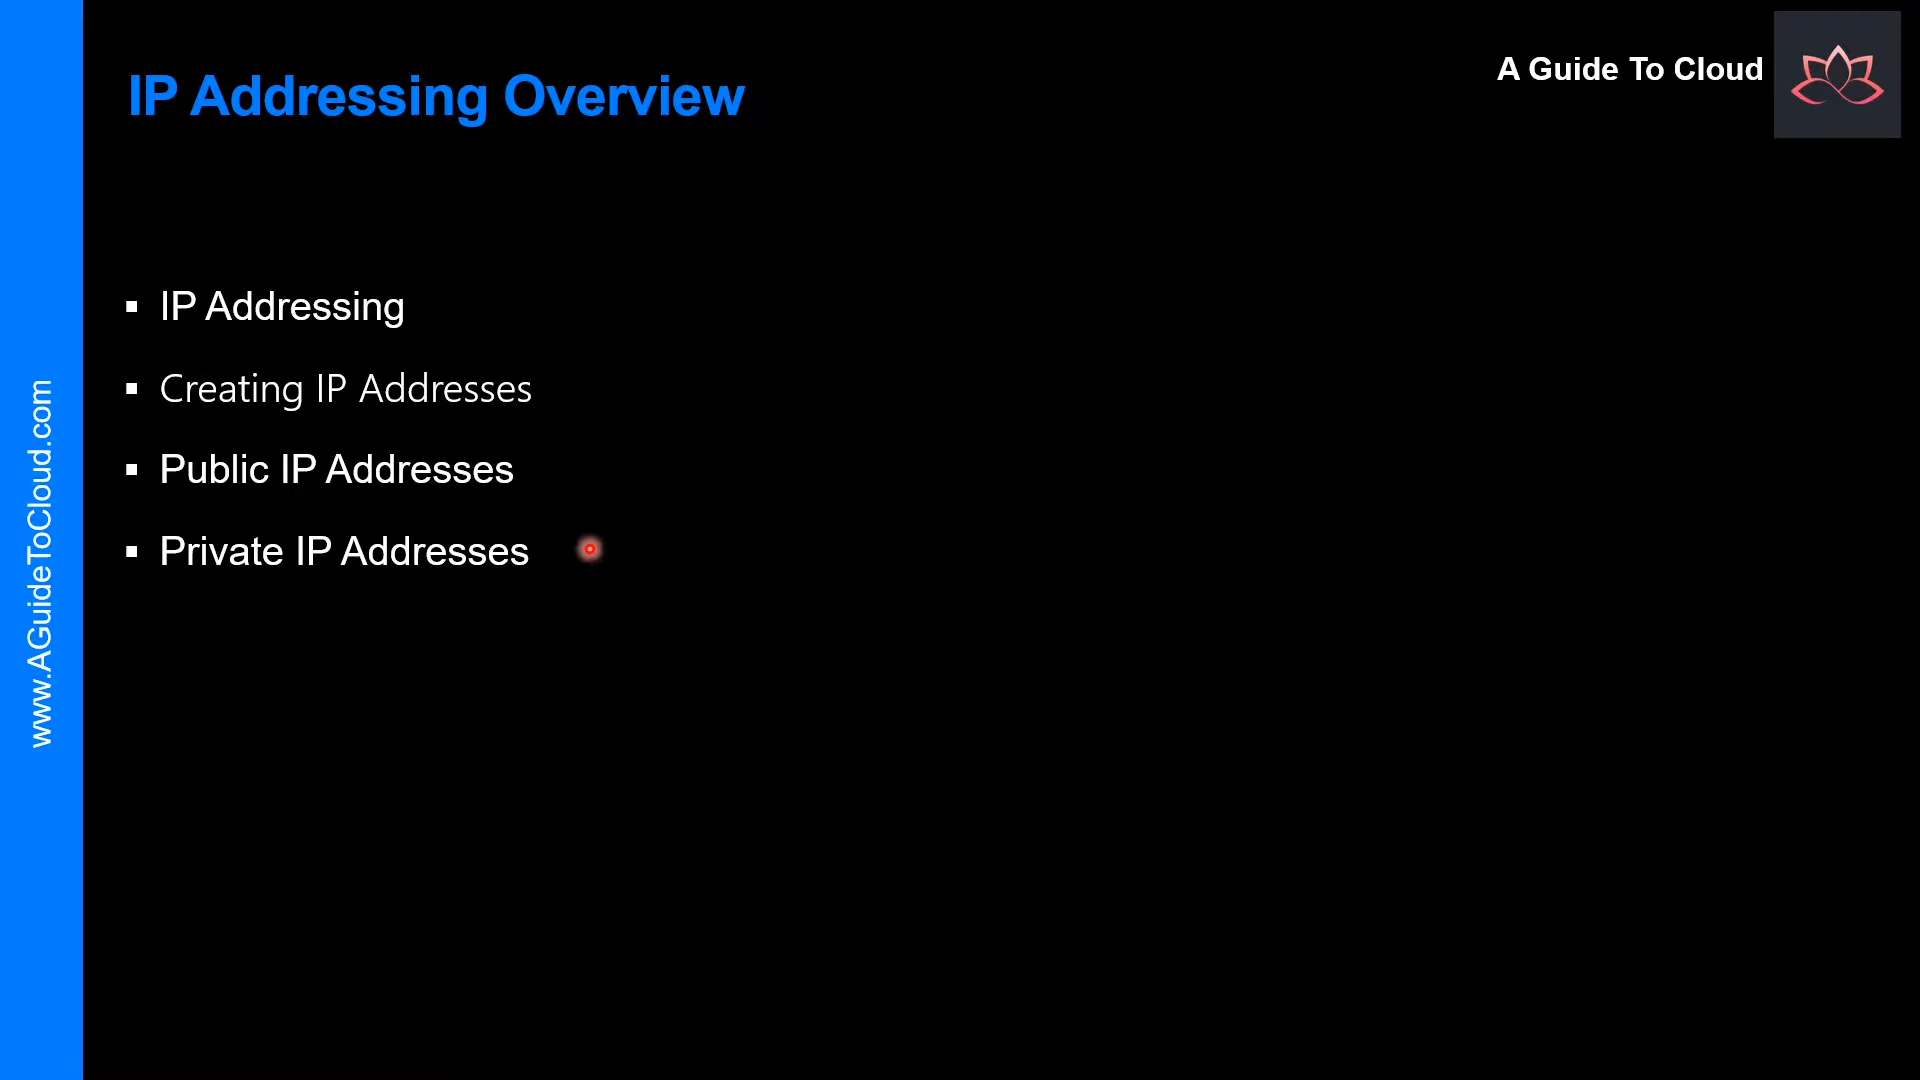 IP Addressing Overview
A Guide To Cloud
▪ IP Addressing
▪ Creating IP Addresses
▪ Public IP Addresses
▪ Private IP Addresses
www.AGuideToCloud.com